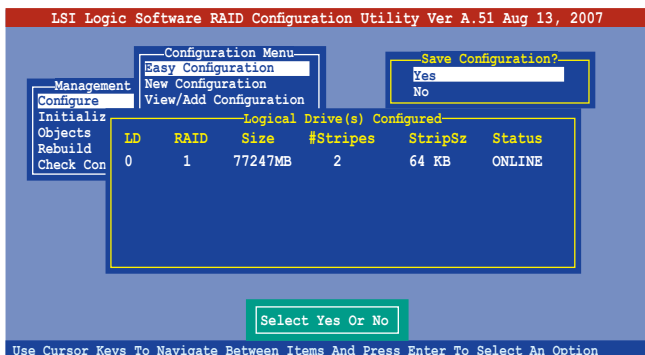 LSI Logic Software RAID Configuration Utility Ver A.51 Aug 13, 2007
Configuration Menu
Easy Configuration
New Configuration
View/Add Configuration
Save Configuration?
Yes
No
Management
Configure
Initializ
Objects
Rebuild
Check Con
Logical Drive(s) Configured
LD RAID Size #Stripes StripSz Status
0 1 77247MB 2 64 KB ONLINE
Select Yes Or No
Use Cursor Keys To Navigate Between Items And Press Enter To Select An Option